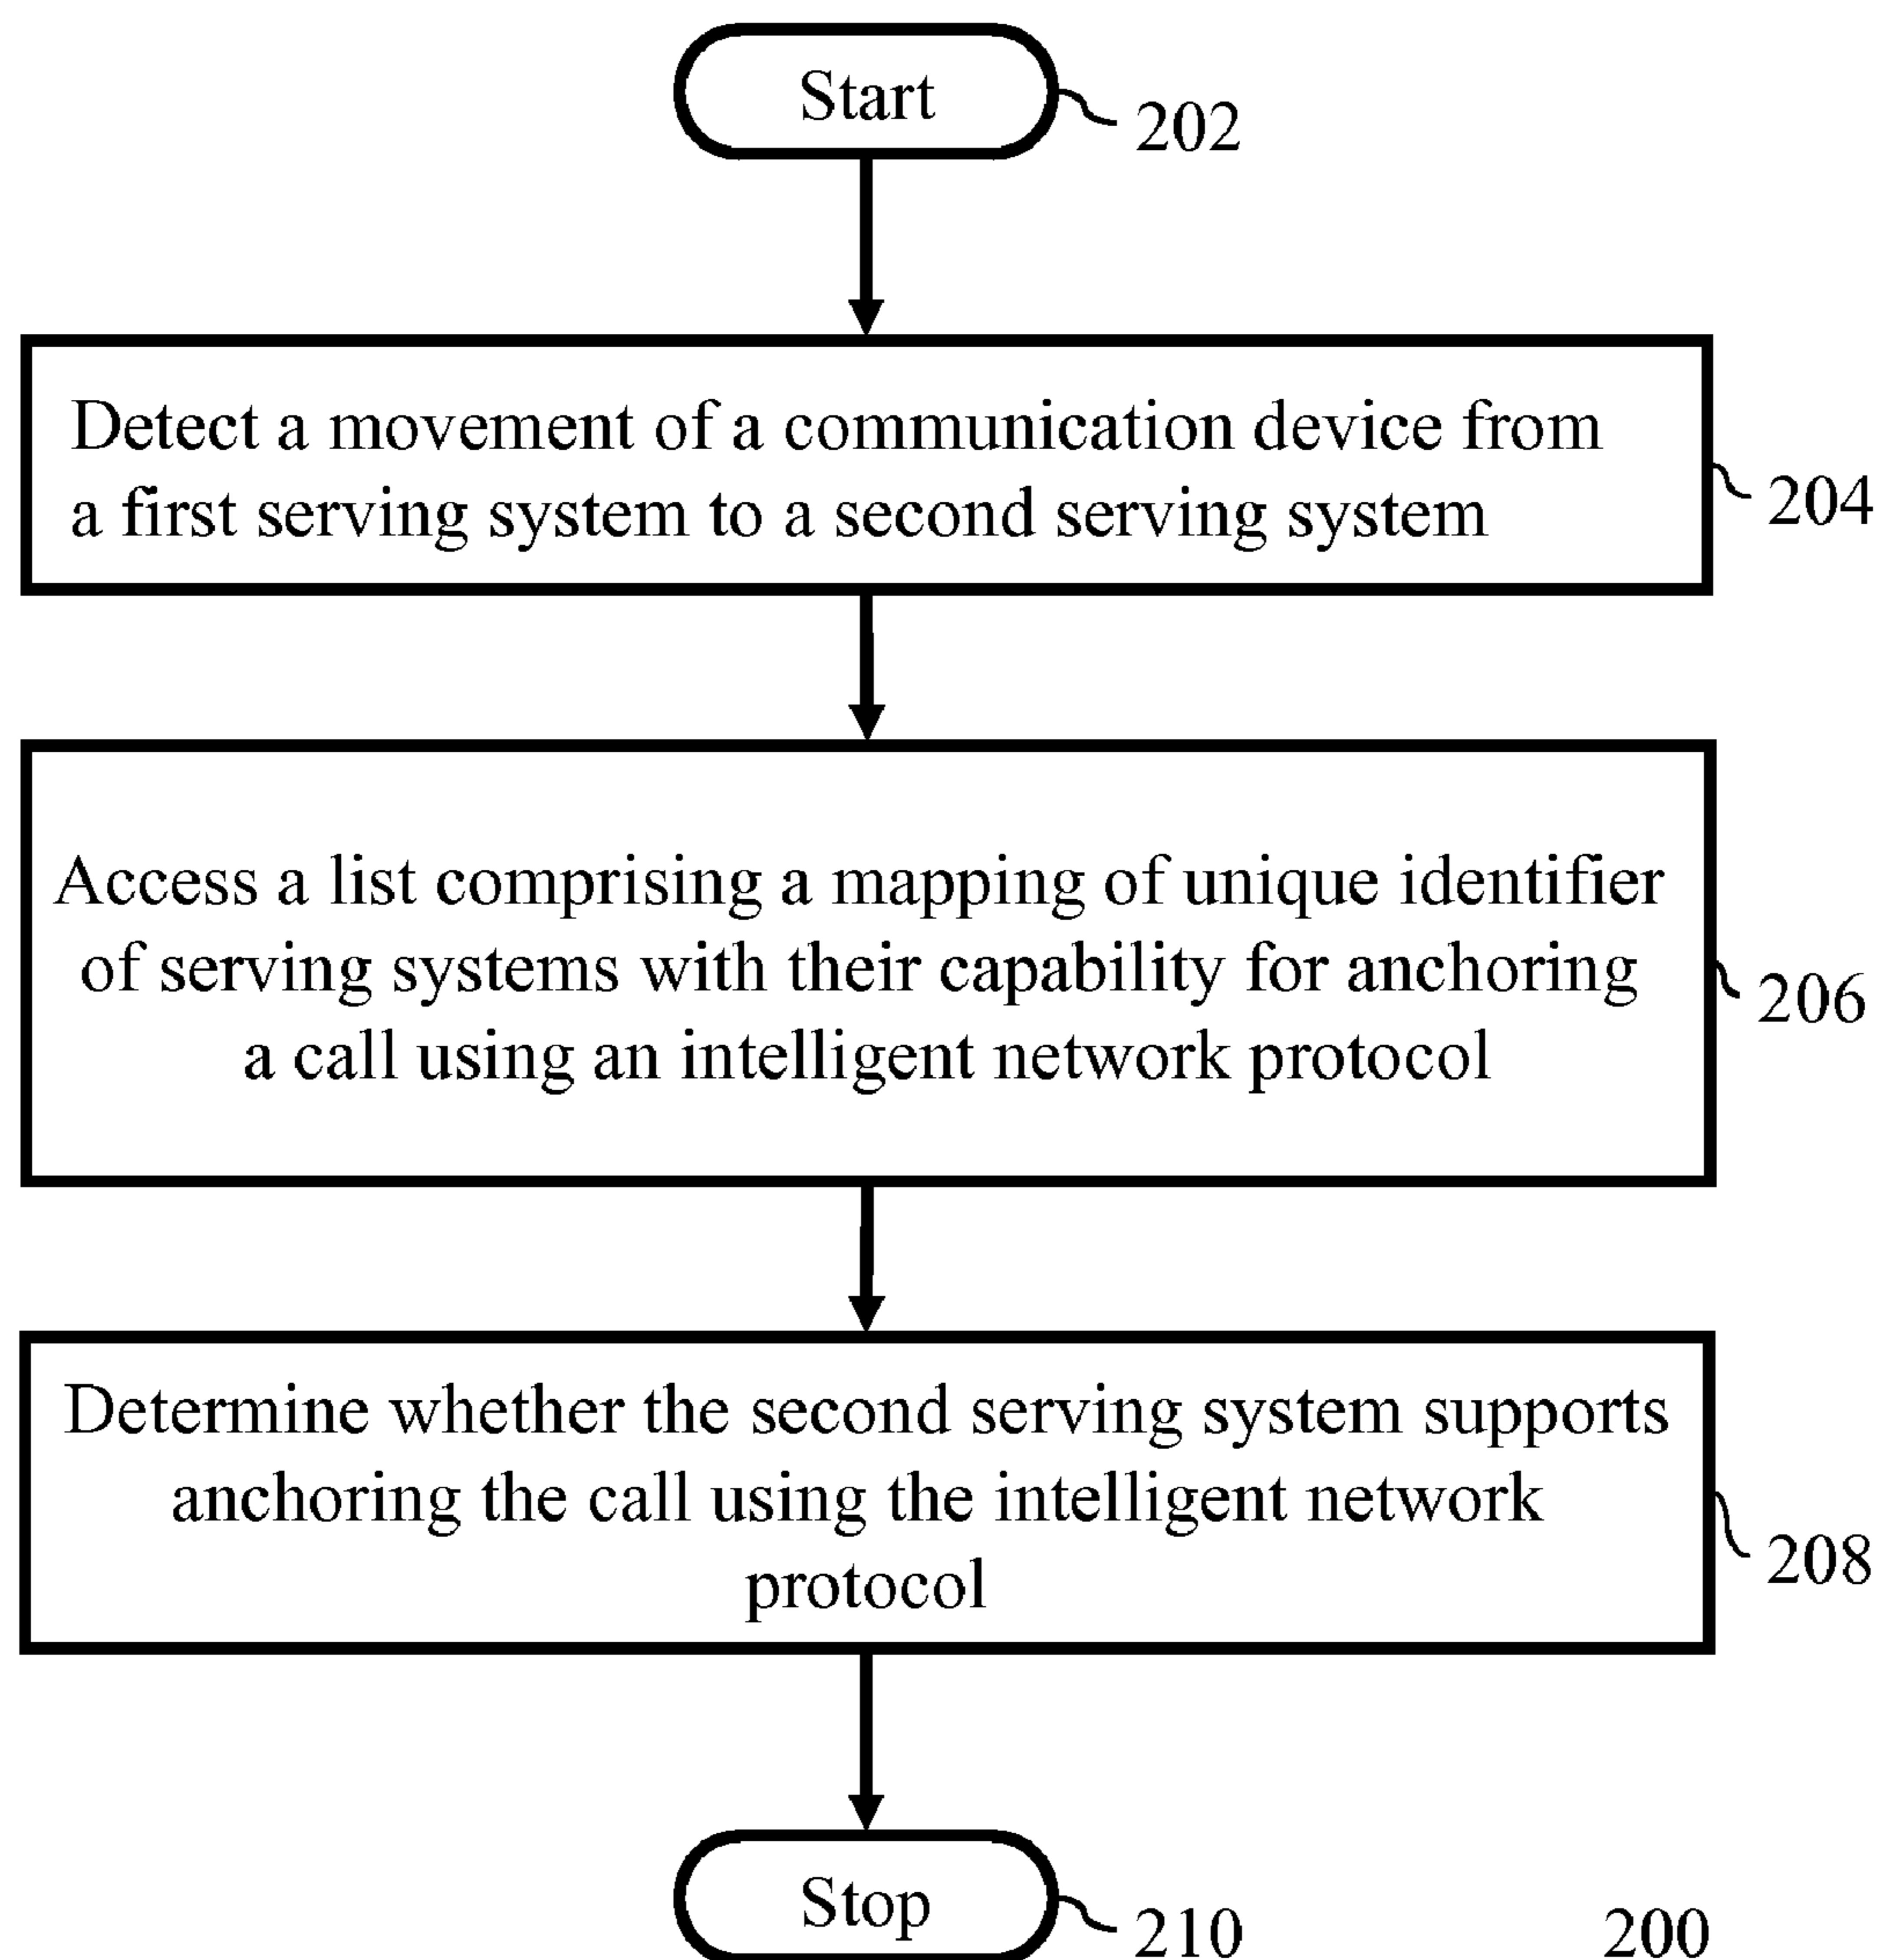 Start
202
Detect a movement of a communication device from
a first serving system to a second serving system
204
Access a list comprising a mapping of unique identifier
of serving systems with their capability for anchoring
a call using an intelligent network protocol
206
Determine whether the second serving system supports
anchoring the call using the intelligent network
protocol
208
Stop
210
200